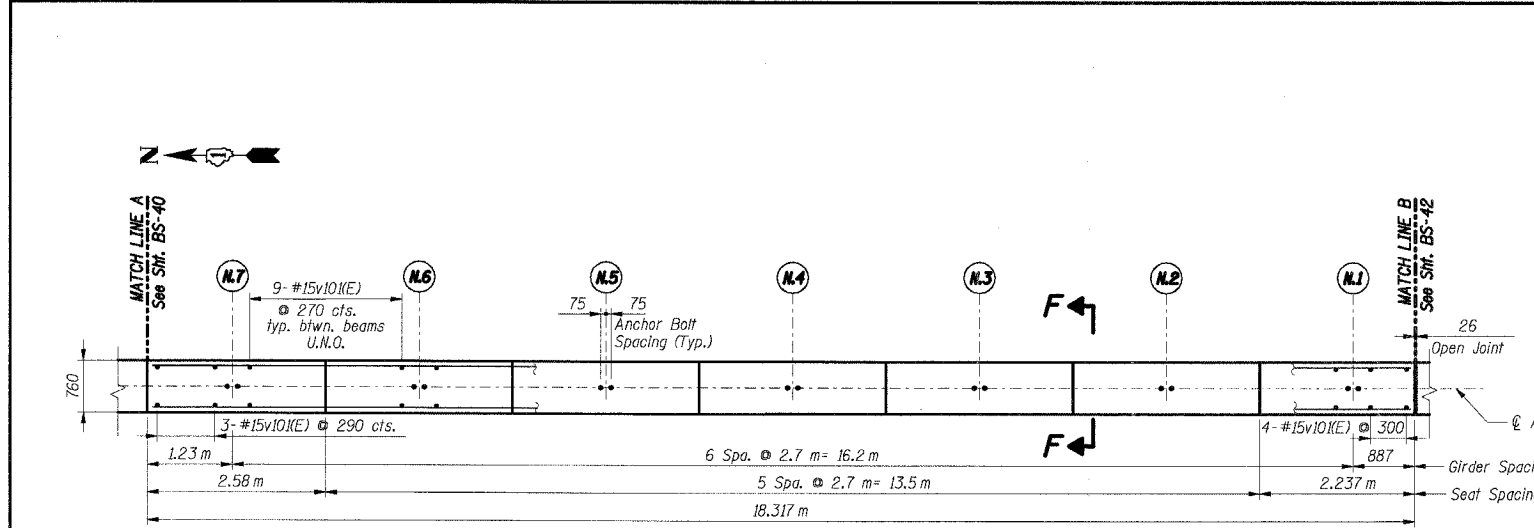 N
1
MATCH LINE A
See Sht. BS-40
MATCH LINE B
See Sht. BS-42
N.7
N.6
N.5
N.4
N.3
N.2
N.1
9- #15v101(E)
@ 270 cts.
typ. btwn. beams
U.N.O.
75
75
Anchor Bolt
Spacing (Typ.)
F
26
Open Joint
760
3- #15v101(E) @ 290 cts.
4- #15v101(E) @ 300
℄
F
1.23 m
6 Spa. @ 2.7 m= 16.2 m
887
Girder
2.58 m
5 Spa. @ 2.7 m= 13.5 m
2.237 m
Seat Spacing
18.317 m